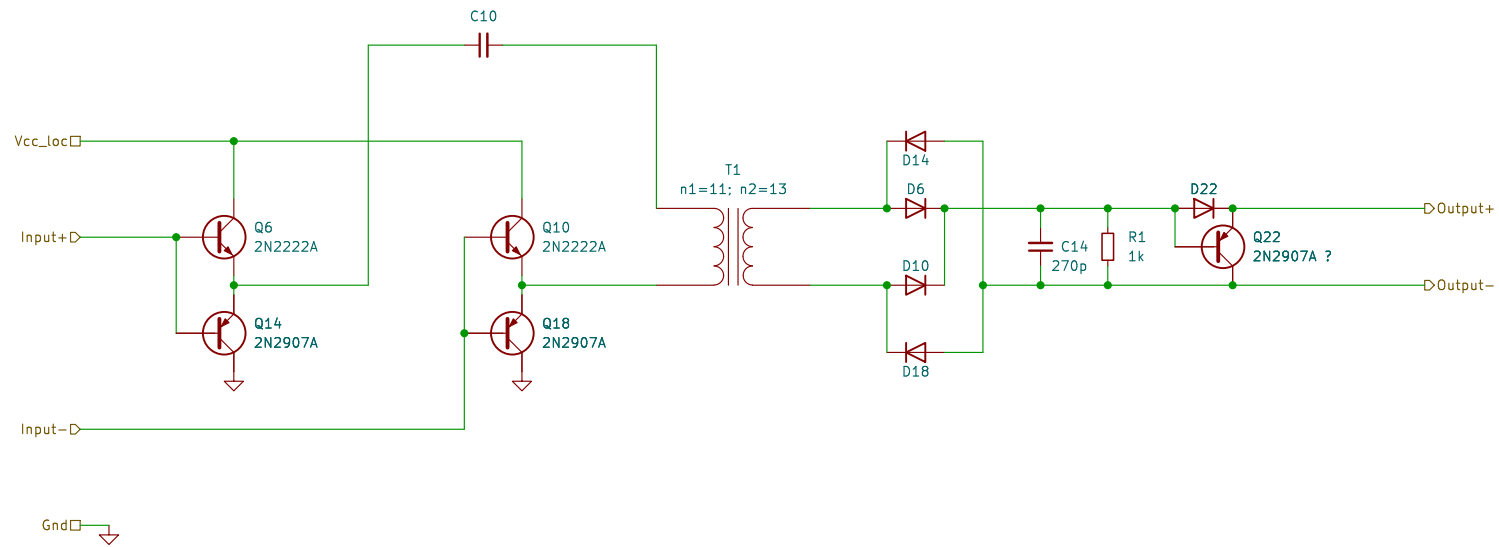 C10
Vcc_loc
D14
T1
n1=11; n2=13
D6
D22
Output+
Input+
Q6
2N2222A
Q10
2N2222A
C14
270p
R1
1k
Q22
2N2907A ?
D10
Output-
Q14
2N2907A
Q18
2N2907A
D18
Input-
Gnd